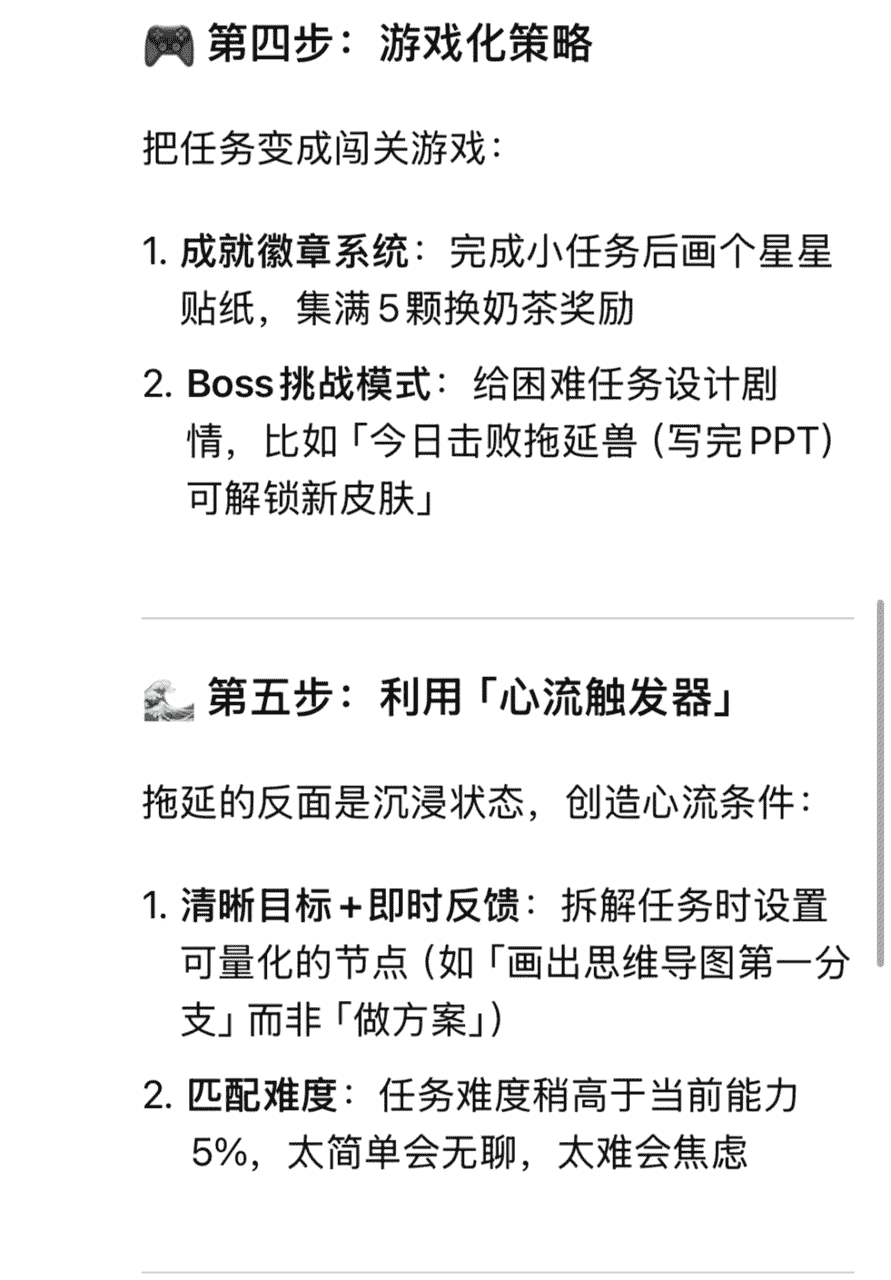 🎮 第四步：游戏化策略
把任务变成闯关游戏：
1. 成就徽章系统：完成小任务后画个星星
贴纸，集满5颗换奶茶奖励
2. Boss挑战模式：给困难任务设计剧
情，比如「今日击败拖延兽（写完PPT）
可解锁新皮肤」
🌊 第五步：利用「心流触发器」
拖延的反面是沉浸状态，创造心流条件：
1. 清晰目标+即时反馈：拆解任务时设置
可量化的节点（如「画出思维导图第一分
支」而非「做方案」）
2. 匹配难度：任务难度稍高于当前能力
5%，太简单会无聊，太难会焦虑